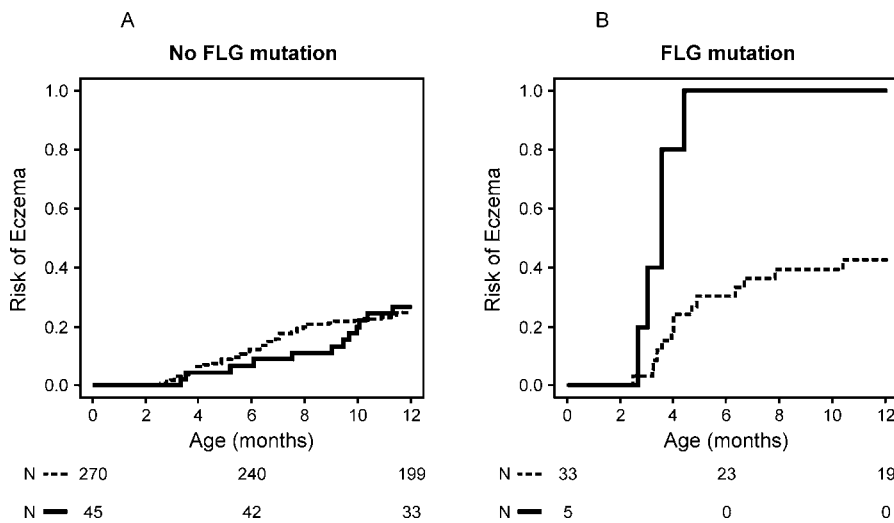 A
B
No FLG mutation
FLG mutation
Risk of Eczema
1.0
0.8
0.6
0.4
0.2
0.0
0 2 4 6 8 10 12
Age (months)
N 270 240 199
N 45 42 33
Risk of Eczema
1.0
0.8
0.6
0.4
0.2
0.0
0 2 4 6 8 10 12
Age (months)
N 33 23 19
N 5 0 0